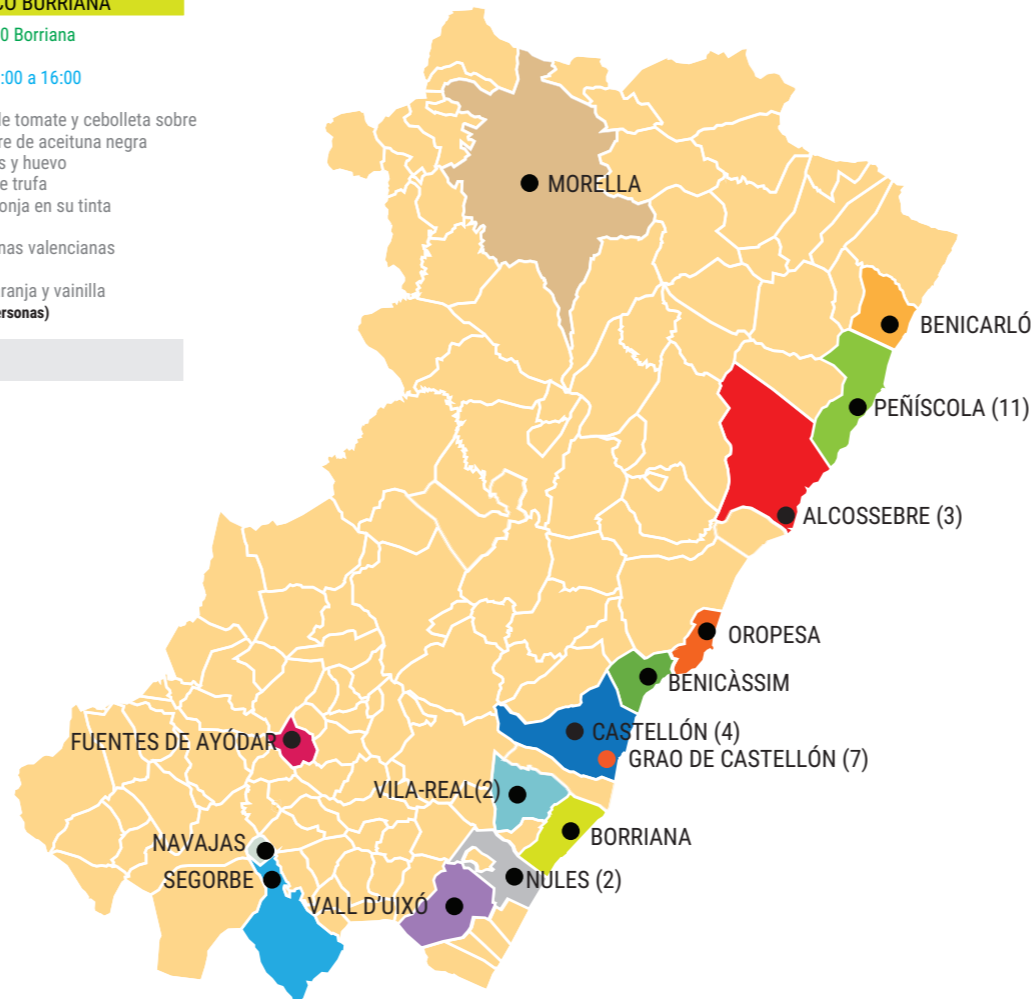 CO BORRIANA
0 Borriana
:00 a 16:00
de tomate y cebolleta sobre
re de aceituna negra
s y huevo
e trufa
onja en su tinta
nas valencianas
ranja y vainilla
ersonas)
MORELLA
BENICARLÓ
PEÑÍSCOLA (11)
ALCOSSEBRE (3)
OROPESA
BENICÀSSIM
CASTELLÓN (4)
FUENTES DE AYÓDAR
GRAO DE CASTELLÓN (7)
VILA-REAL(2)
BORRIANA
NAVAJAS
SEGORBE
NULES (2)
VALL D'UIXÓ